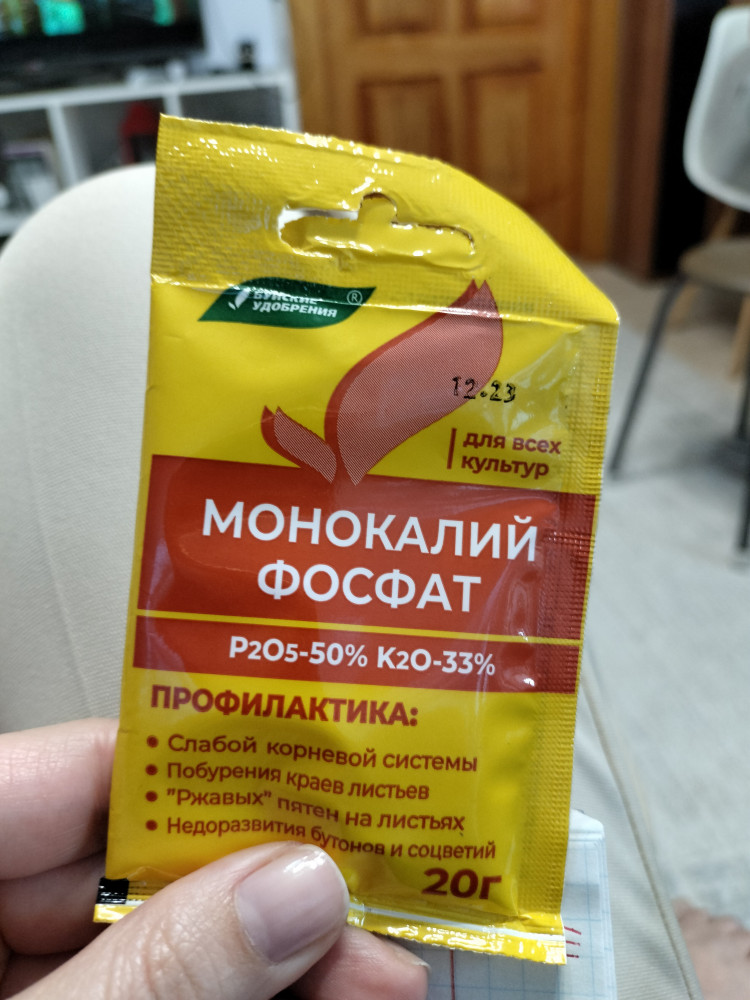 БУЙСКИЕ ®
УДОБРЕНИЯ
12.23
для всех
культур
МОНОКАЛИЙ
ФОСФАТ
P2O5-50% K2O-33%
ПРОФИЛАКТИКА:
• Слабой корневой системы
• Побурения краев листьев
• "Ржавых" пятен на листьях
• Недоразвития бутонов и соцветий
20г